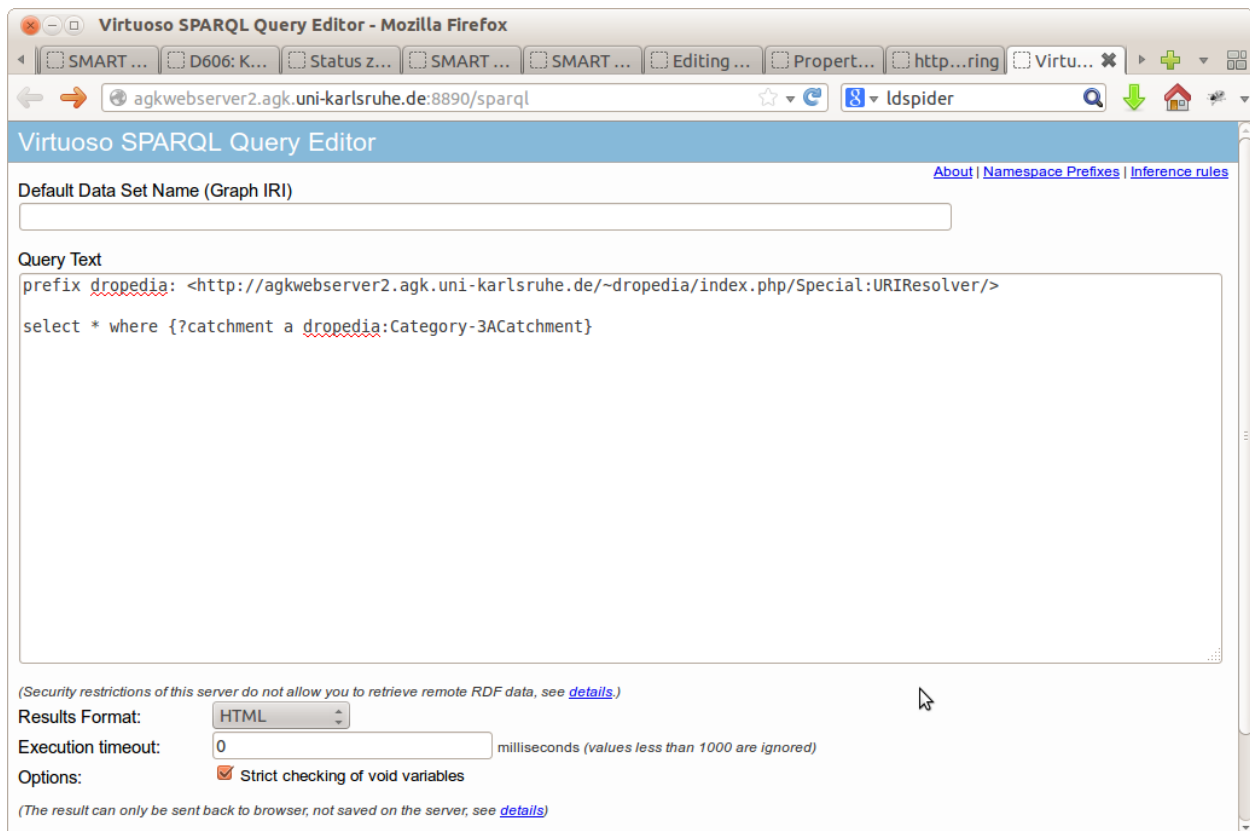 Virtuoso SPARQL Query Editor - Mozilla Firefox
SMART ... D606: K... Status z... SMART ... SMART ... Editing ... Propert... http...ring Virtu...
agkwebserver2.agk.uni-karlsruhe.de:8890/sparql 8 ldspider
Virtuoso SPARQL Query Editor
About | Namespace Prefixes | Inference rules
Default Data Set Name (Graph IRI)
Query Text
prefix dropedia: <http://agkwebserver2.agk.uni-karlsruhe.de/~dropedia/index.php/Special:URIResolver/>
select * where {?catchment a dropedia:Category-3ACatchment}
(Security restrictions of this server do not allow you to retrieve remote RDF data, see details.)
Results Format: HTML
Execution timeout: 0 milliseconds (values less than 1000 are ignored)
Options: Strict checking of void variables
(The result can only be sent back to browser, not saved on the server, see details)